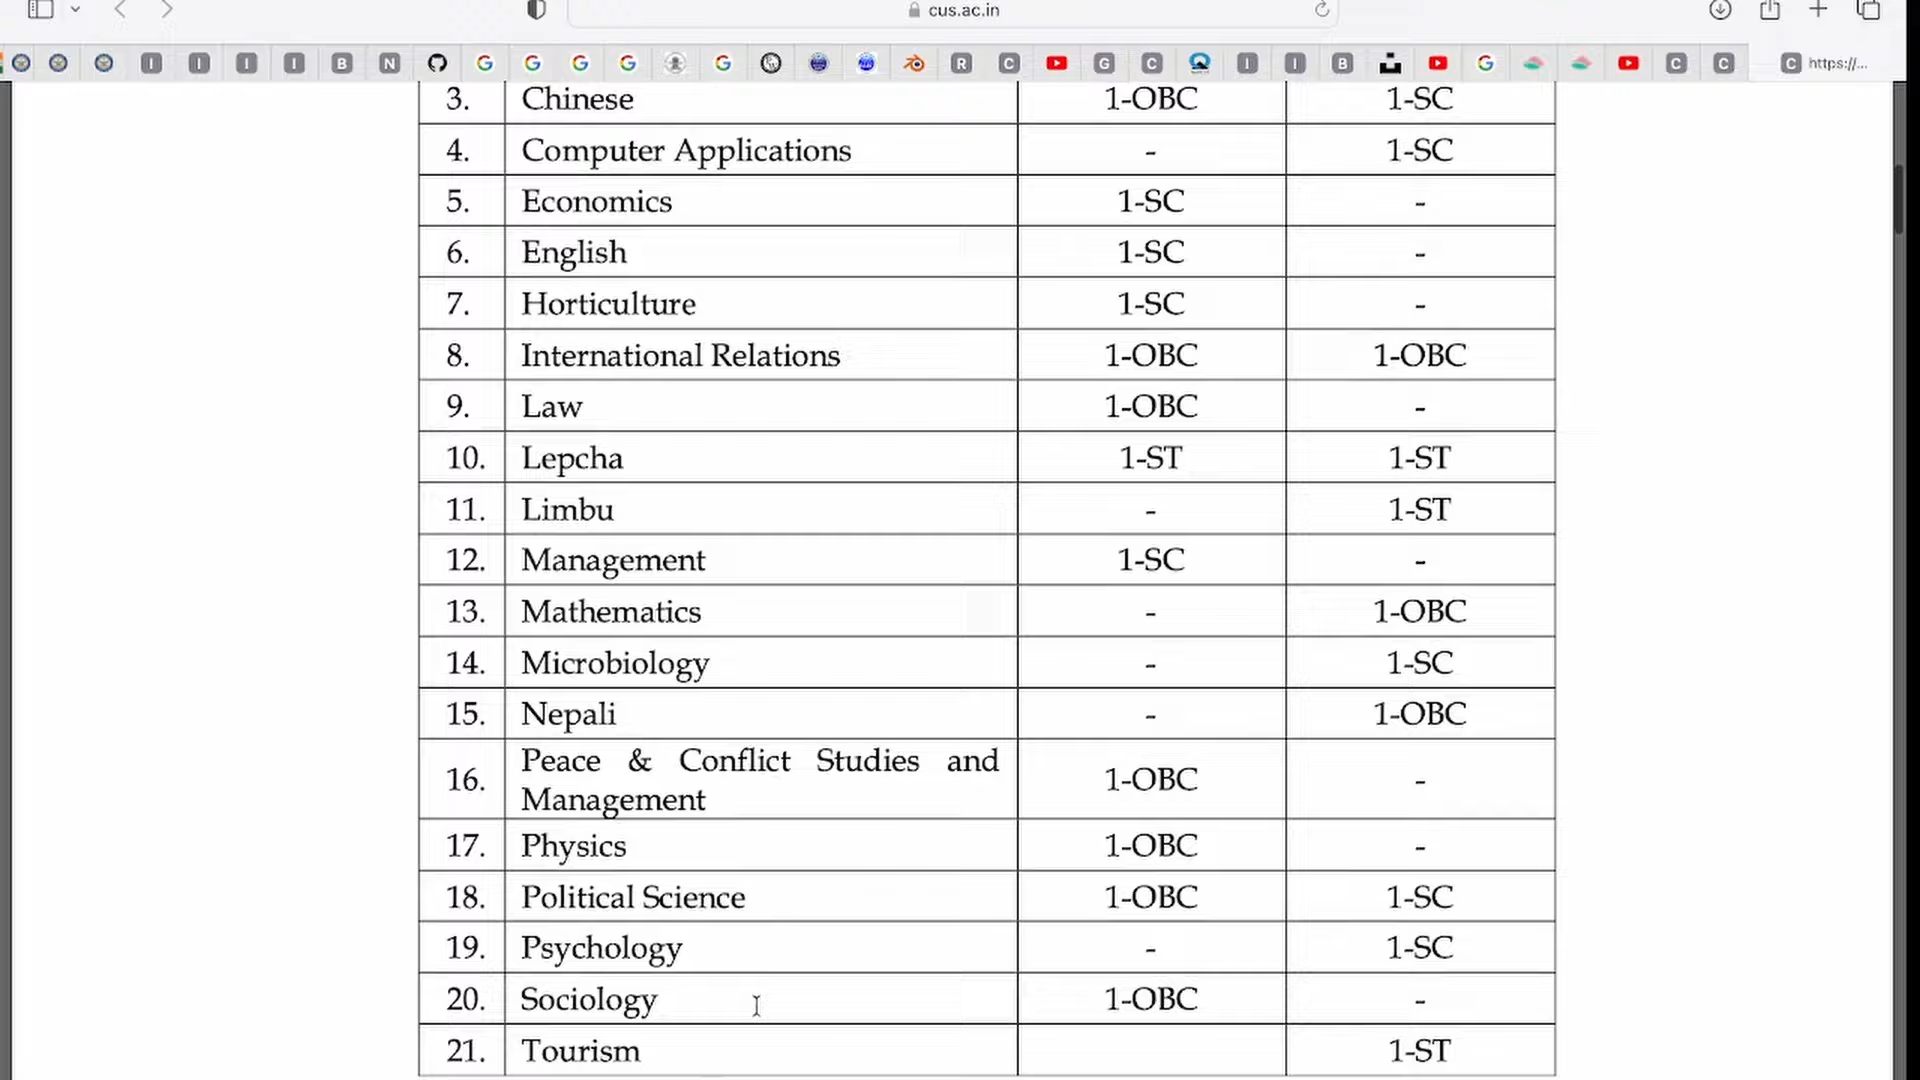 cus.ac.in
I I I I B N R C G C I I B C C C https://...
3. Chinese 1-OBC 1-SC
4. Computer Applications - 1-SC
5. Economics 1-SC -
6. English 1-SC -
7. Horticulture 1-SC -
8. International Relations 1-OBC 1-OBC
9. Law 1-OBC -
10. Lepcha 1-ST 1-ST
11. Limbu - 1-ST
12. Management 1-SC -
13. Mathematics - 1-OBC
14. Microbiology - 1-SC
15. Nepali - 1-OBC
16. Peace & Conflict Studies and
Management 1-OBC -
17. Physics 1-OBC -
18. Political Science 1-OBC 1-SC
19. Psychology - 1-SC
20. Sociology 1-OBC -
21. Tourism 1-ST